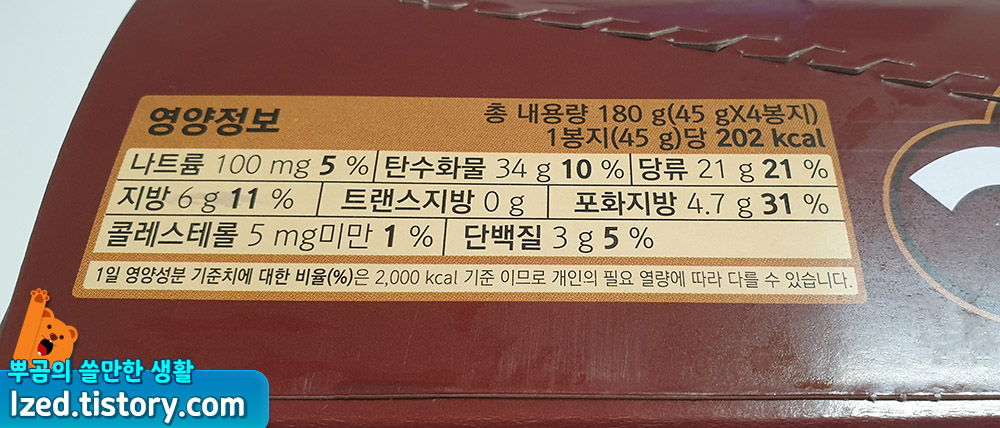 영양정보
총 내용량 180 g(45 gX4봉지)
1봉지(45 g)당 202 kcal
나트륨 100 mg 5 % 탄수화물 34 g 10 % 당류 21 g 21 %
지방 6 g 11 % 트랜스지방 0 g 포화지방 4.7 g 31 %
콜레스테롤 5 mg미만 1 % 단백질 3 g 5 %
1일 영양성분 기준치에 대한 비율(%)은 2,000 kcal 기준 이므로 개인의 필요 열량에 따라 다를 수 있습니다.
뿌곰의 쓸만한 생활
lzed.tistory.com